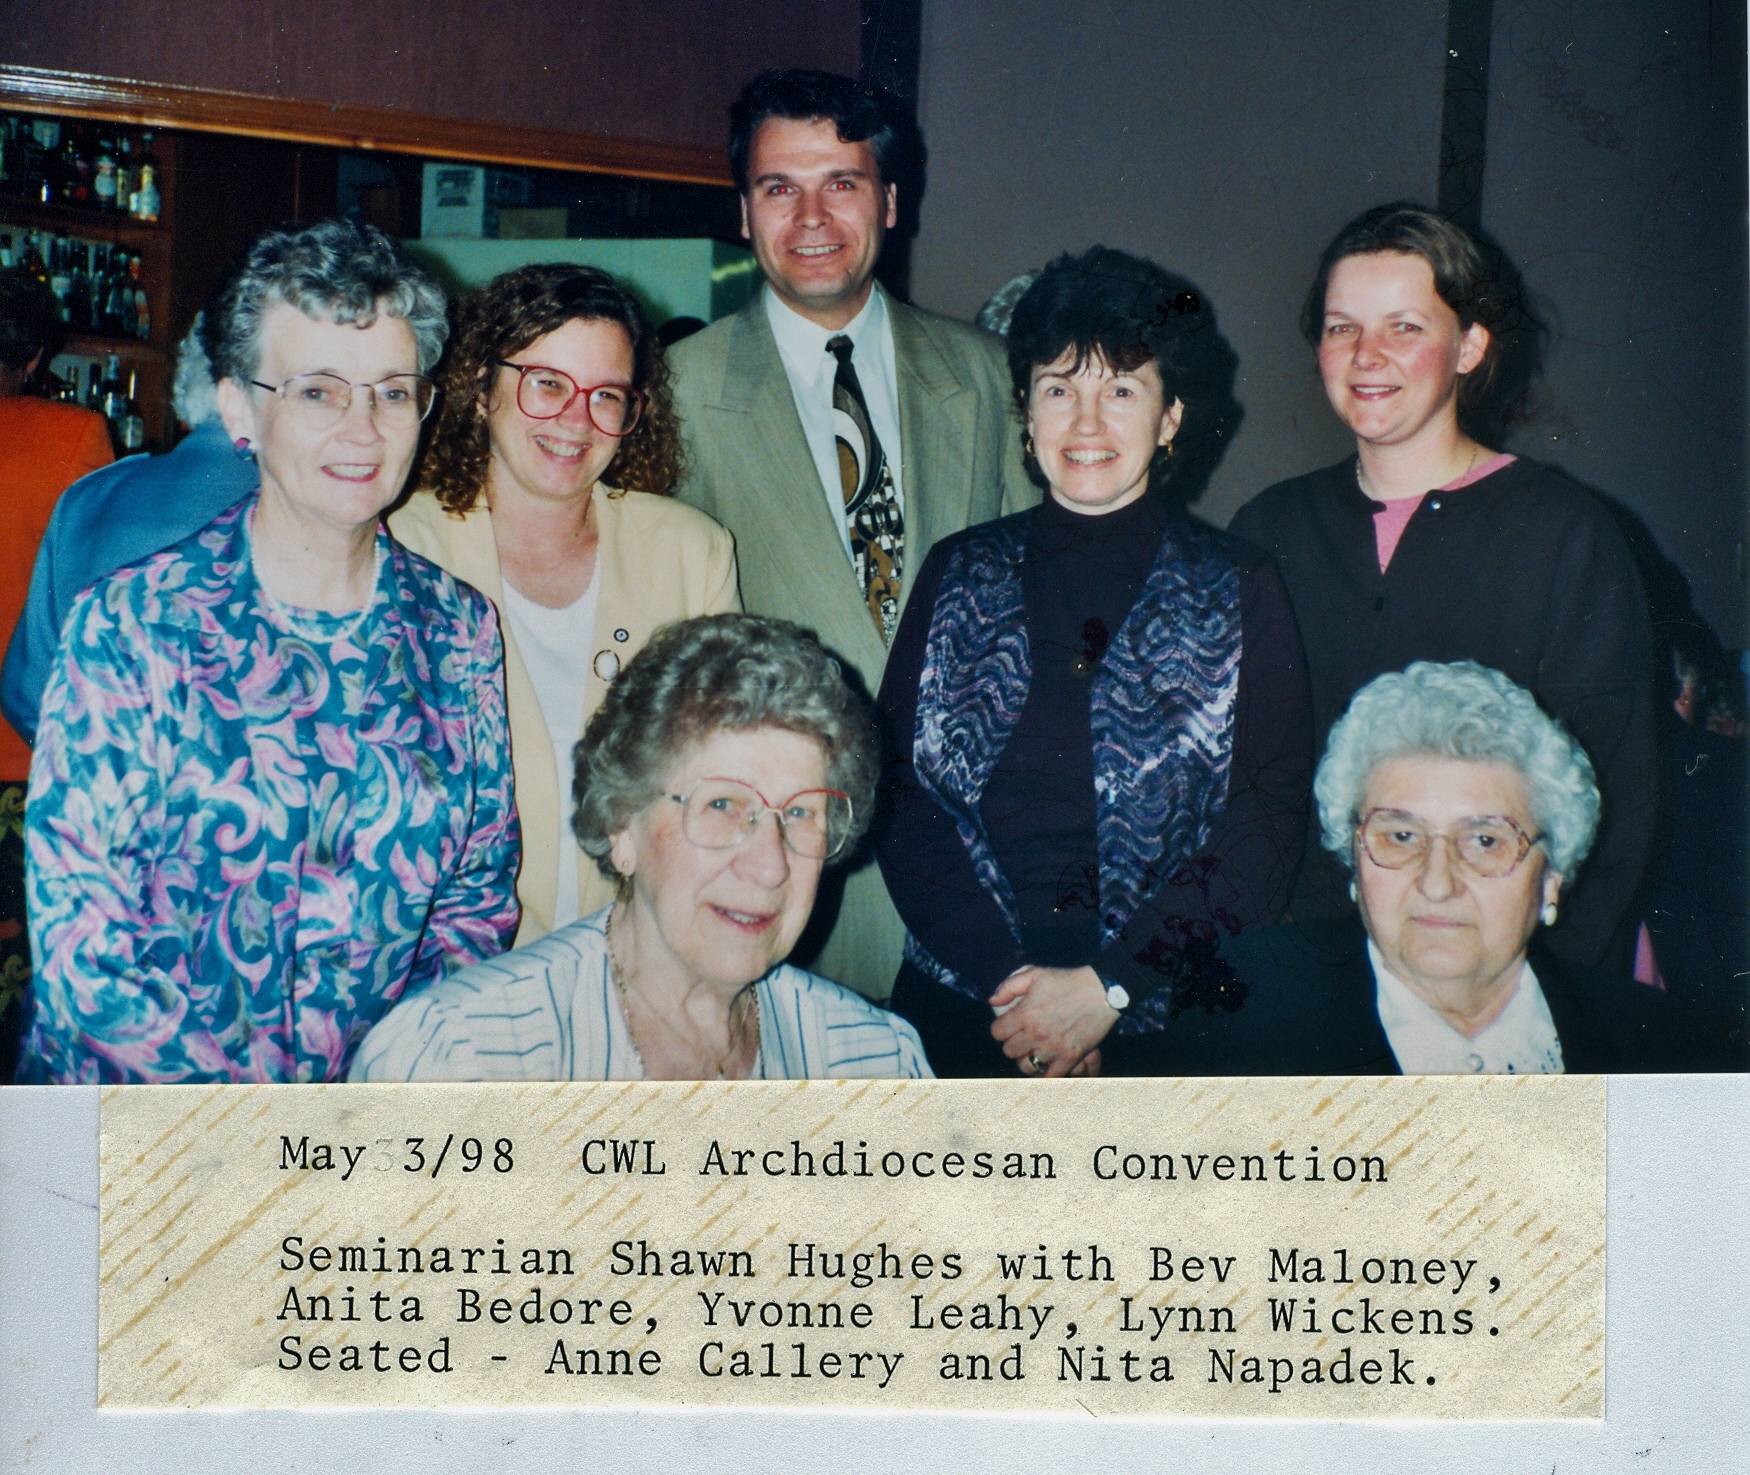 May 3/98 CWL Archdiocesan Convention
Seminarian Shawn Hughes with Bev Maloney,
Anita Bedore, Yvonne Leahy, Lynn Wickens.
Seated - Anne Callery and Nita Napadek.